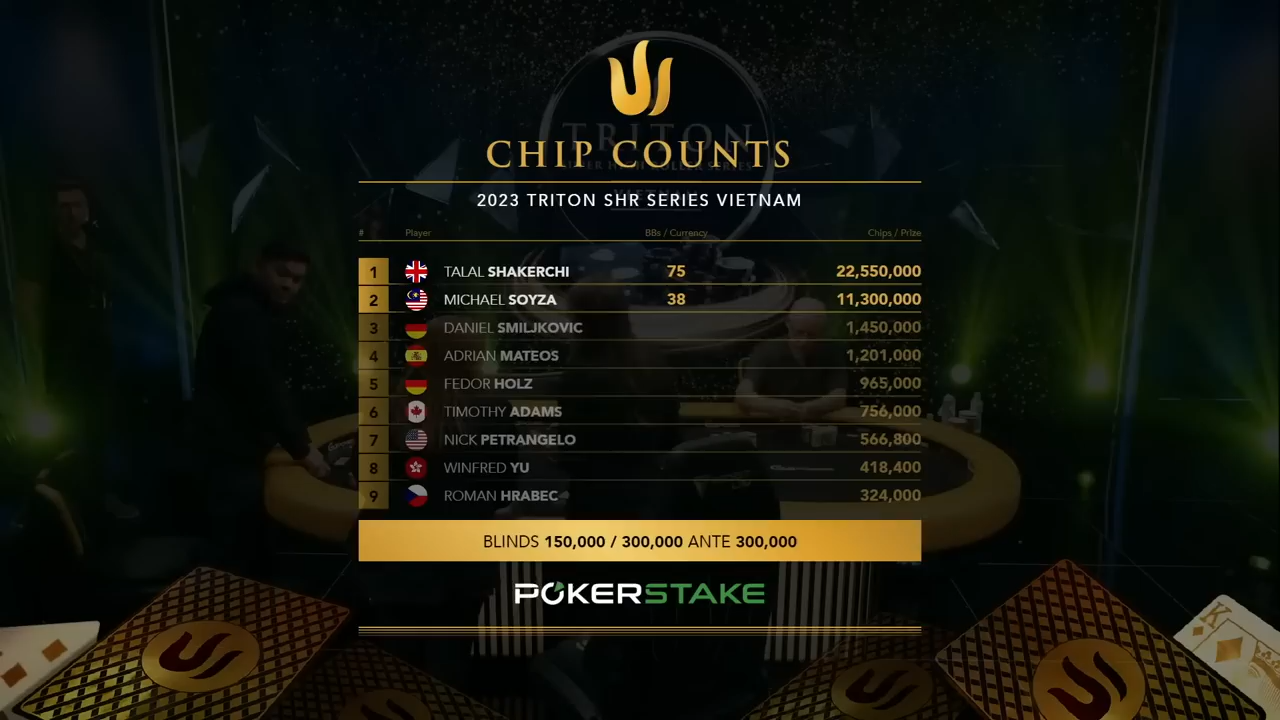 TRITON
CHIP COUNTS
2023 TRITON SHR SERIES VIETNAM
# Player BBs / Currency Chips / Prize
1 TALAL SHAKERCHI 75 22,550,000
2 MICHAEL SOYZA 38 11,300,000
3 DANIEL SMILJKOVIC 1,450,000
4 ADRIAN MATEOS 1,201,000
5 FEDOR HOLZ 965,000
6 TIMOTHY ADAMS 756,000
7 NICK PETRANGELO 566,800
8 WINFRED YU 418,400
9 ROMAN HRABEC 324,000
BLINDS 150,000 / 300,000 ANTE 300,000
POKERSTAKE
K